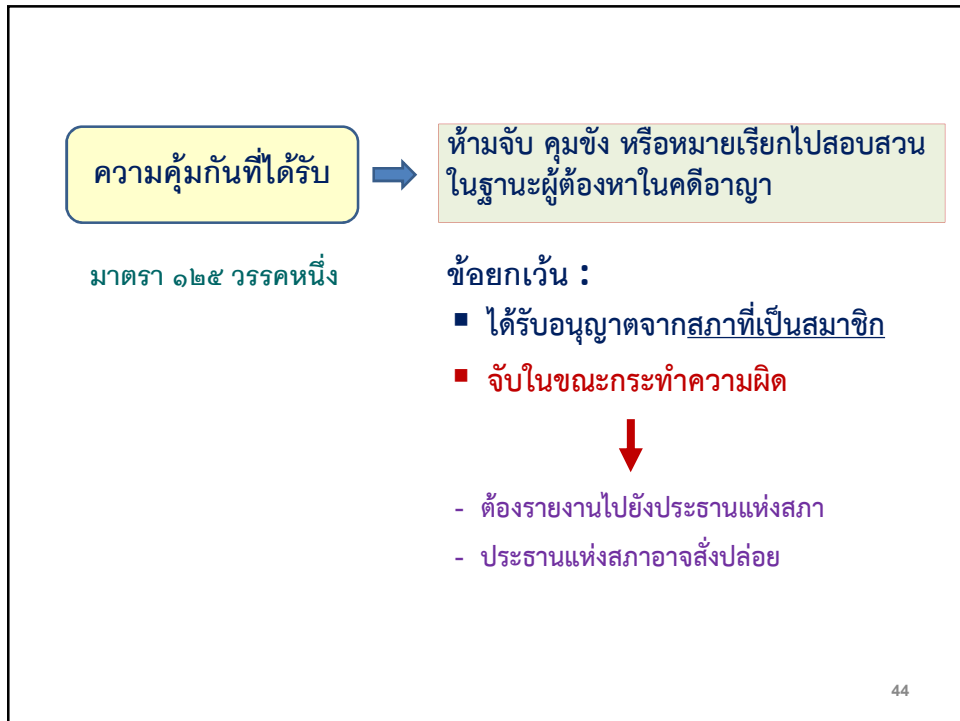 ความคุ้มกันที่ได้รับ
ห้ามจับ คุมขัง หรือหมายเรียกไปสอบสวน
ในฐานะผู้ต้องหาในคดีอาญา
มาตรา ๑๒๕ วรรคหนึ่ง
ข้อยกเว้น :
▪ ได้รับอนุญาตจากสภาที่เป็นสมาชิก
▪ จับในขณะกระทำความผิด
- ต้องรายงานไปยังประธานแห่งสภา
- ประธานแห่งสภาอาจสั่งปล่อย
44